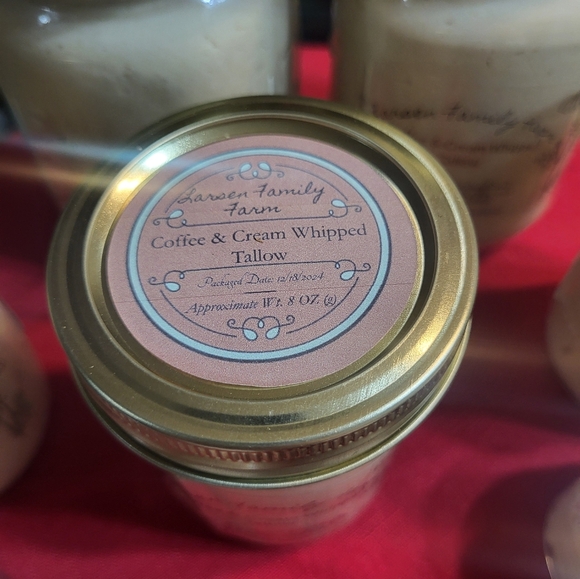 Larsen Family
Farm
Coffee & Cream Whipped
Tallow
Packaged Date: 12/18/2024
Approximate Wt. 8 OZ. (g)